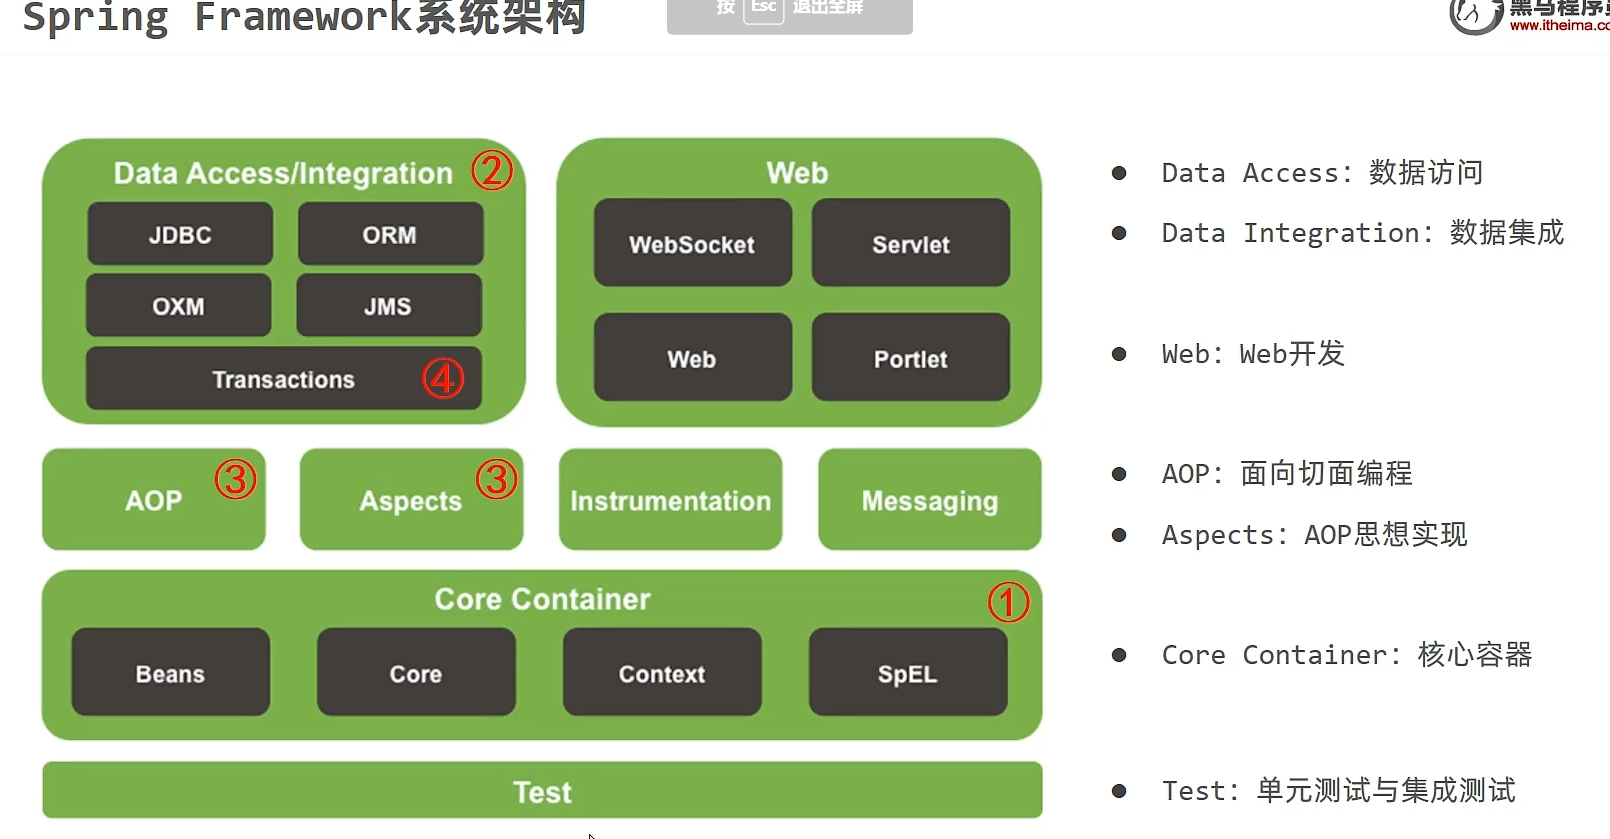 Spring Framework系统架构
按 Esc 退出全屏
黑马程序员
www.itheima.co
Data Access/Integration ②
JDBC ORM
OXM JMS
Transactions ④
Web
WebSocket Servlet
Web Portlet
AOP ③
Aspects ③
Instrumentation
Messaging
Core Container ①
Beans Core Context SpEL
Test
● Data Access: 数据访问
● Data Integration: 数据集成
● Web: Web开发
● AOP: 面向切面编程
● Aspects: AOP思想实现
● Core Container: 核心容器
● Test: 单元测试与集成测试